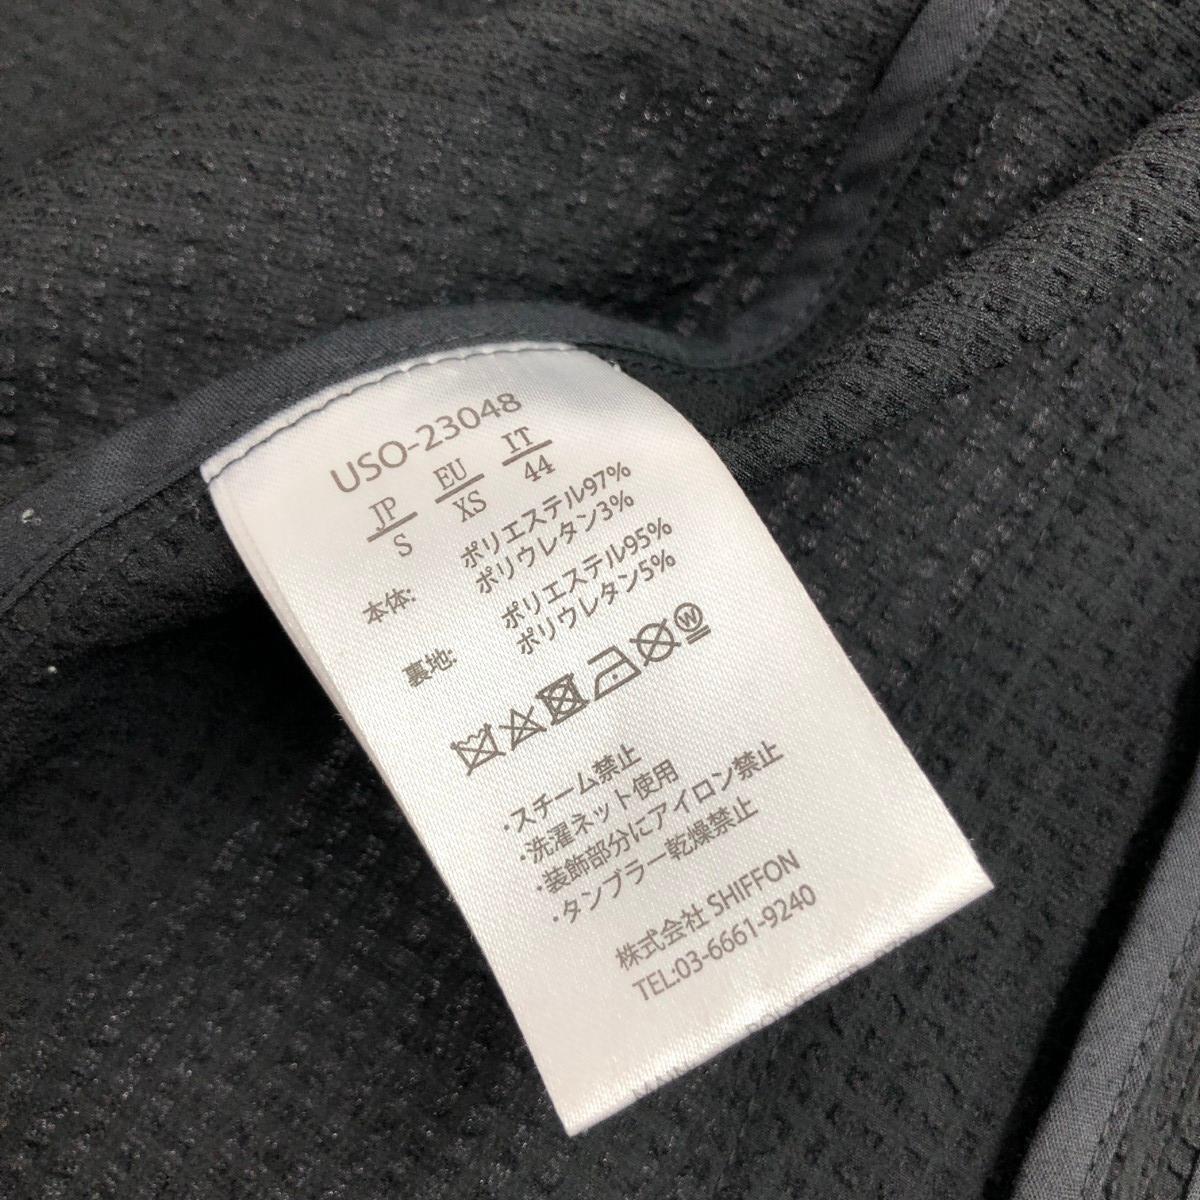 USO-23048
JP EU IT
S XS 44
本体: ポリエステル97%
ポリウレタン3%
裏地: ポリエステル95%
ポリウレタン5%
W
・スチーム禁止
・洗濯ネット使用
・装飾部分にアイロン禁止
・タンブラー乾燥禁止
株式会社 SHIFFON
TEL:03-6661-9240